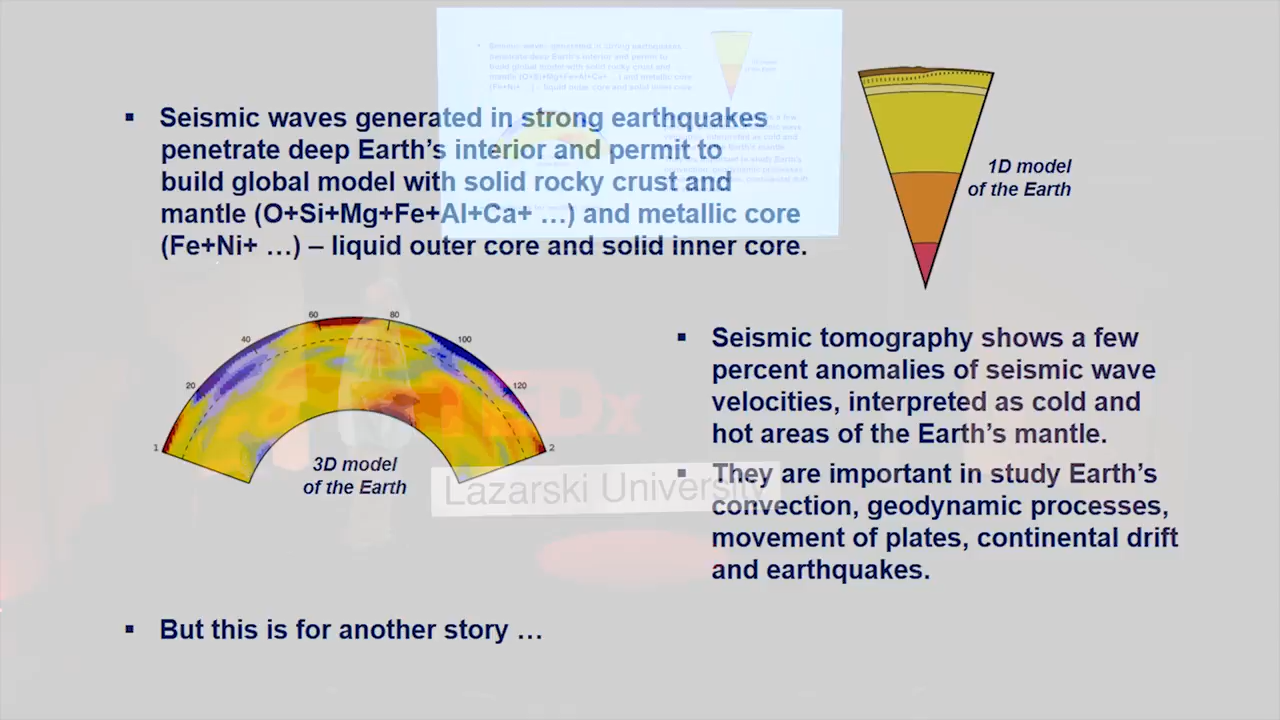 ▪ Seismic waves generated in strong earthquakes
penetrate deep Earth's interior and permit to
build global model with solid rocky crust and
mantle (O+Si+Mg+Fe+Al+Ca+ …) and metallic core
(Fe+Ni+ …) – liquid outer core and solid inner core.
1D model
of the Earth
60
80
40
100
20
120
1
2
3D model
of the Earth
▪ Seismic tomography shows a few
percent anomalies of seismic wave
velocities, interpreted as cold and
hot areas of the Earth's mantle.
▪ They are important in study Earth's
convection, geodynamic processes,
movement of plates, continental drift
and earthquakes.
TEDx
Lazarski University
▪ But this is for another story …